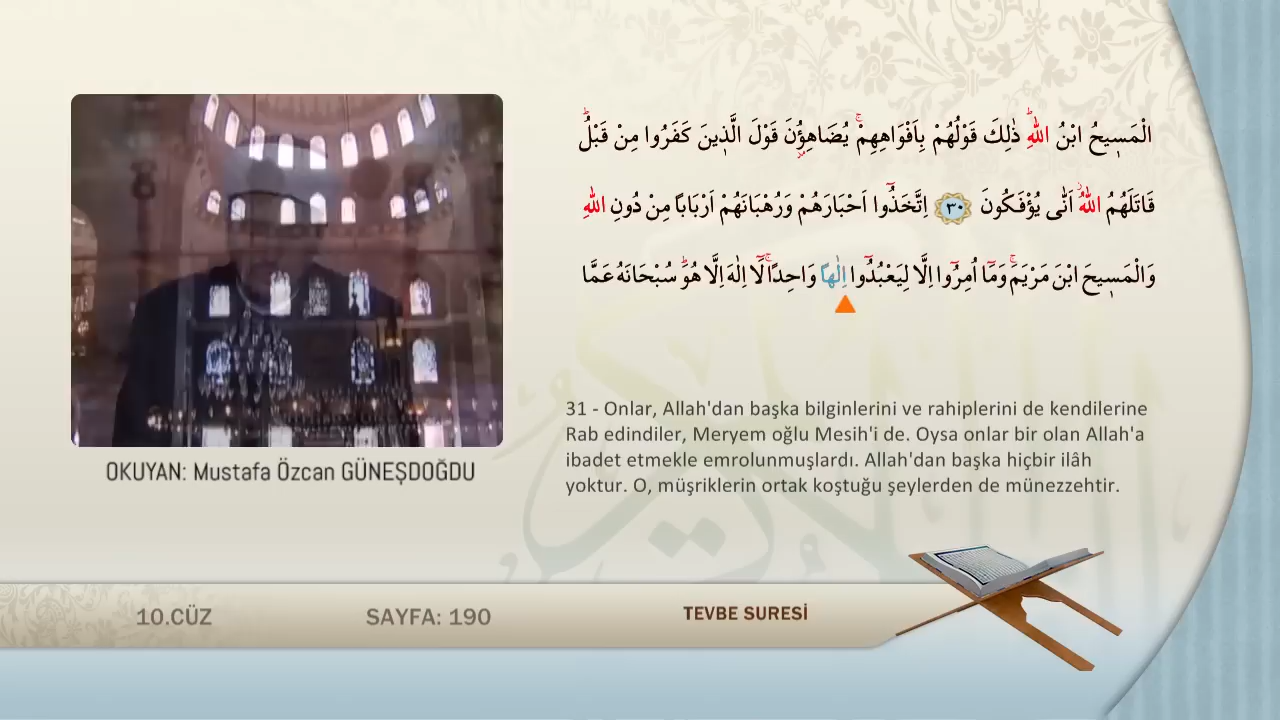 الْمَسٖيحُ ابْنُ اللّٰهِؕ ذٰلِكَ قَوْلُهُمْ بِاَفْوَاهِهِمْۚ يُضَاهِؤُ۫نَ قَوْلَ الَّذٖينَ كَفَرُوا مِنْ قَبْلُؕ
قَاتَلَهُمُ اللّٰهُۘ اَنّٰى يُؤْفَكُونَ ﴿٣٠﴾ اِتَّخَذُٓوا اَحْبَارَهُمْ وَرُهْبَانَهُمْ اَرْبَابًا مِنْ دُونِ اللّٰهِ
وَالْمَسٖيحَ ابْنَ مَرْيَمَۚ وَمَٓا اُمِرُٓوا اِلَّا لِيَعْبُدُٓوا اِلٰهًا وَاحِدًاۚ لَٓا اِلٰهَ اِلَّا هُوَؕ سُبْحَانَهُ عَمَّا
31 - Onlar, Allah'dan başka bilginlerini ve rahiplerini de kendilerine
Rab edindiler, Meryem oğlu Mesih'i de. Oysa onlar bir olan Allah'a
ibadet etmekle emrolunmuşlardı. Allah'dan başka hiçbir ilâh
yoktur. O, müşriklerin ortak koştuğu şeylerden de münezzehtir.
OKUYAN: Mustafa Özcan GÜNEŞDOĞDU
10.CÜZ
SAYFA: 190
TEVBE SURESİ